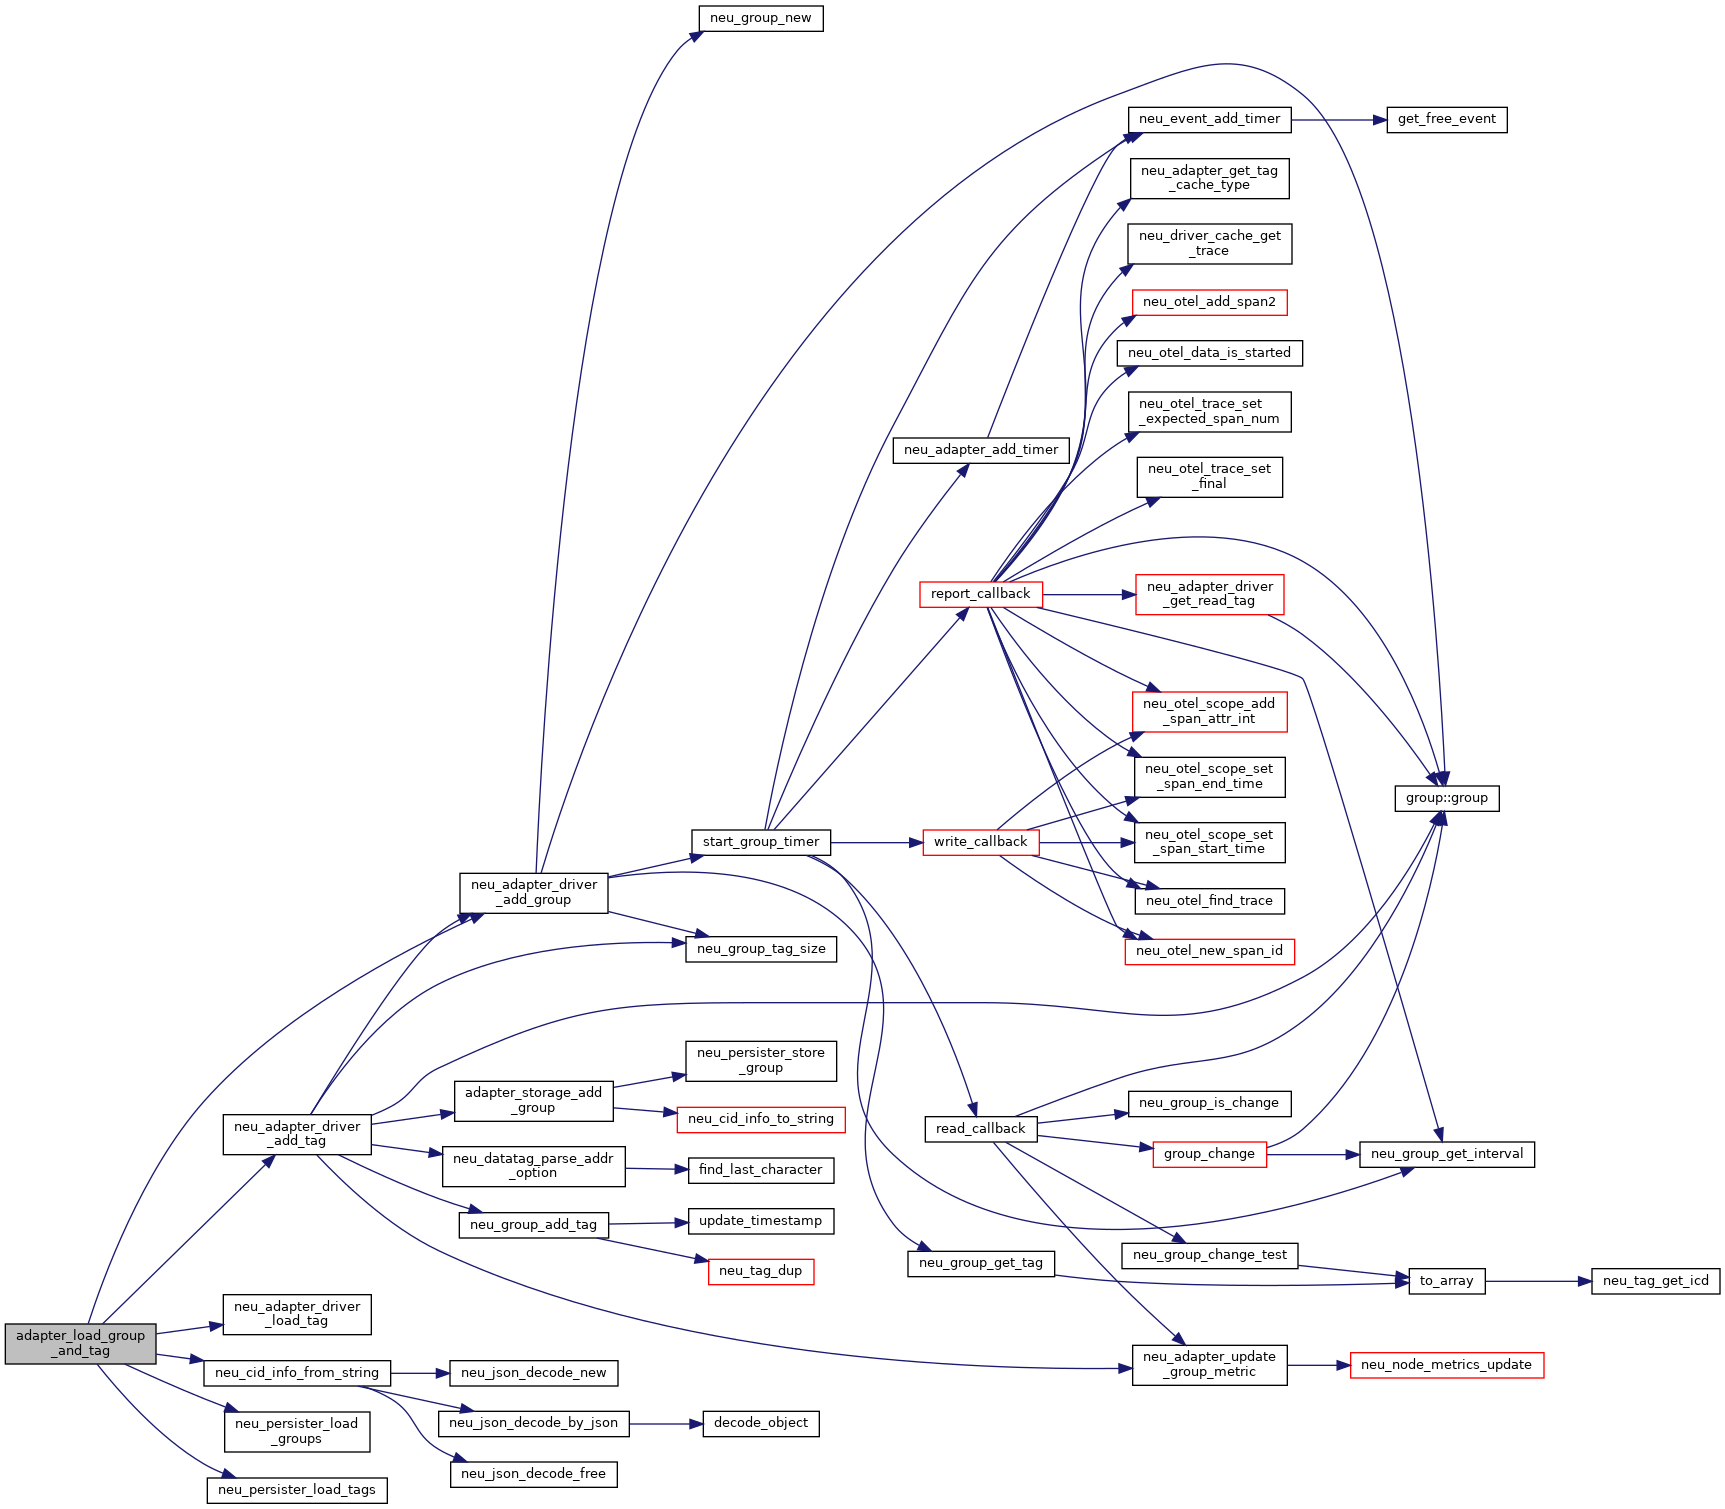 neu_group_new
neu_event_add_timer
get_free_event
neu_adapter_get_tag
_cache_type
neu_driver_cache_get
_trace
neu_otel_add_span2
neu_otel_data_is_started
neu_otel_trace_set
_expected_span_num
neu_adapter_add_timer
neu_otel_trace_set
_final
report_callback
neu_adapter_driver
_get_read_tag
neu_otel_scope_add
_span_attr_int
neu_otel_scope_set
_span_end_time
group::group
start_group_timer
write_callback
neu_otel_scope_set
_span_start_time
neu_adapter_driver
_add_group
neu_otel_find_trace
neu_group_tag_size
neu_otel_new_span_id
neu_persister_store
_group
adapter_storage_add
_group
neu_cid_info_to_string
neu_group_is_change
neu_adapter_driver
_add_tag
read_callback
neu_datatag_parse_addr
_option
find_last_character
group_change
neu_group_get_interval
neu_group_add_tag
update_timestamp
neu_tag_dup
neu_group_get_tag
neu_group_change_test
to_array
neu_tag_get_icd
neu_adapter_driver
_load_tag
adapter_load_group
_and_tag
neu_cid_info_from_string
neu_json_decode_new
neu_adapter_update
_group_metric
neu_node_metrics_update
neu_persister_load
_groups
neu_json_decode_by_json
decode_object
neu_json_decode_free
neu_persister_load_tags